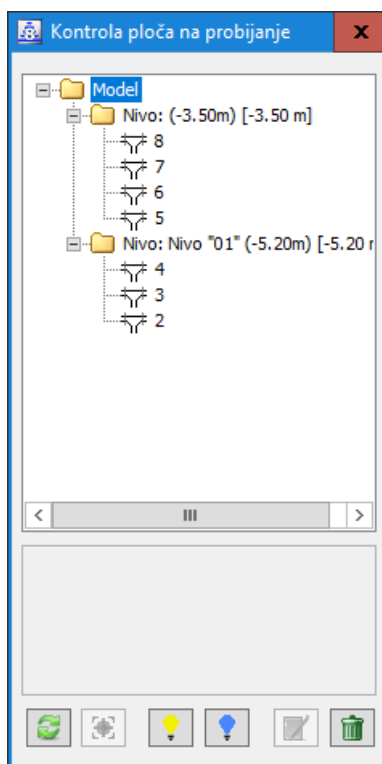 Kontrola ploča na probijanje
Model
Nivo: (-3.50m) [-3.50 m]
8
7
6
5
Nivo: Nivo "01" (-5.20m) [-5.20 r
4
3
2